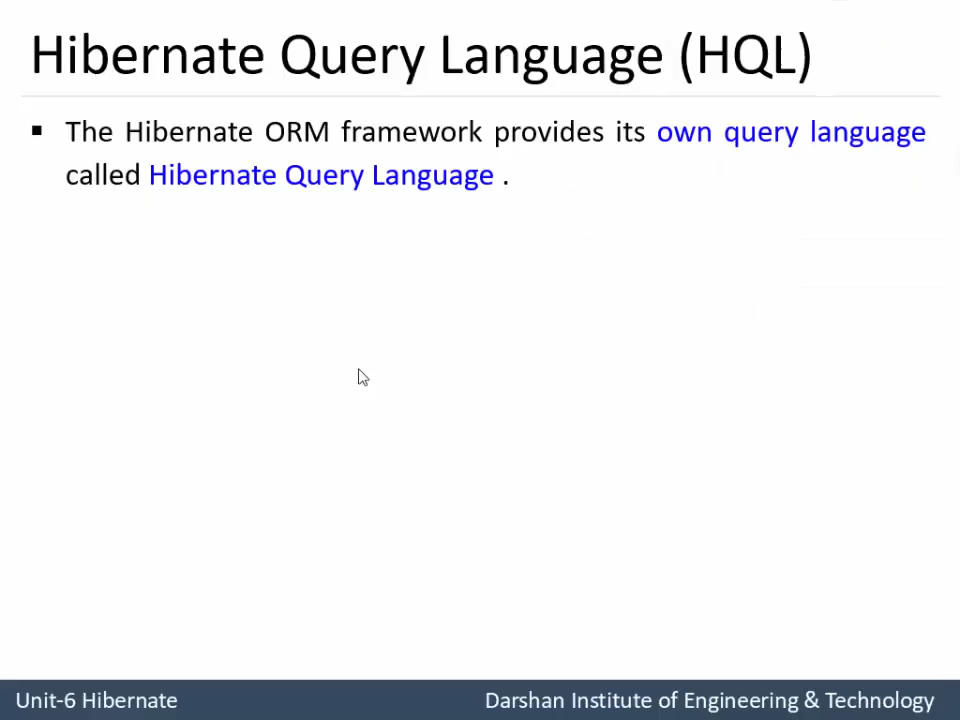 Hibernate Query Language (HQL)
▪ The Hibernate ORM framework provides its own query language
called Hibernate Query Language .
Unit-6 Hibernate
Darshan Institute of Engineering & Technology